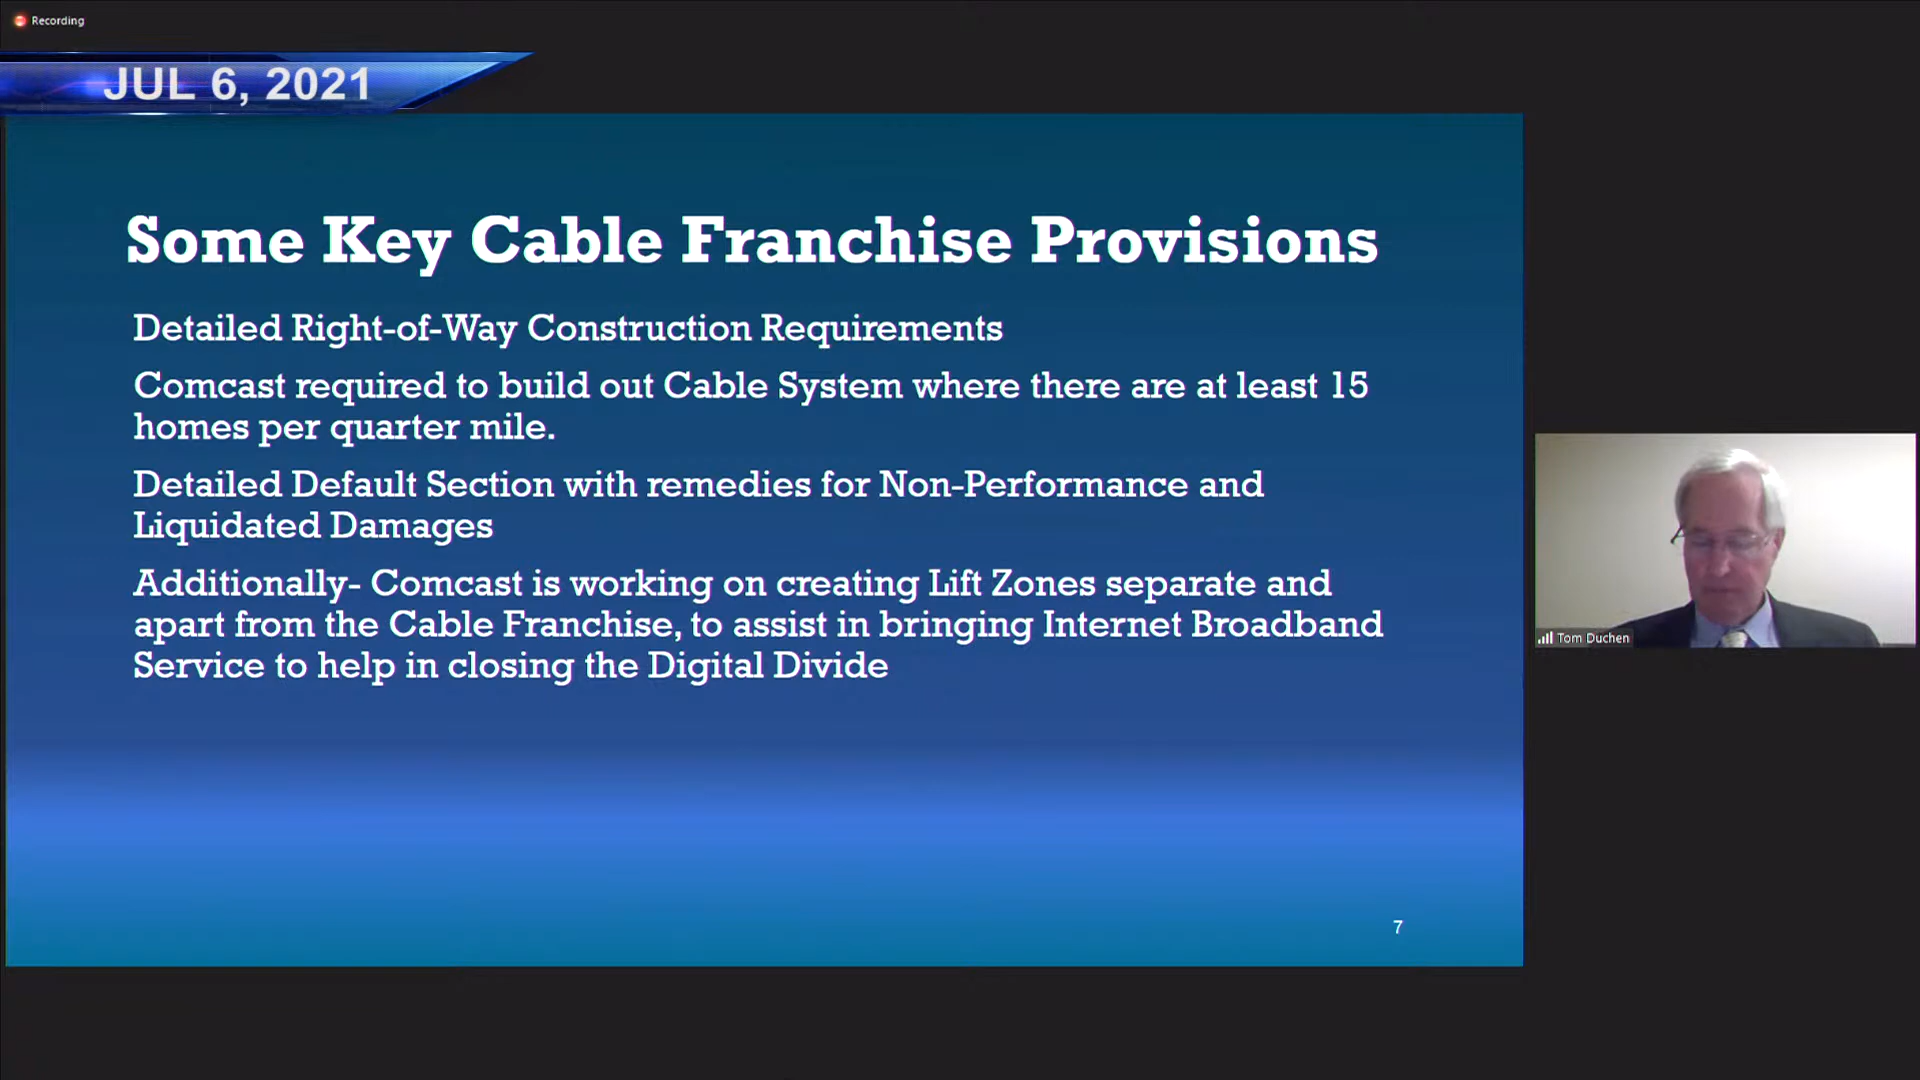 Recording
JUL 6, 2021
Some Key Cable Franchise Provisions
Detailed Right-of-Way Construction Requirements
Comcast required to build out Cable System where there are at least 15
homes per quarter mile.
Detailed Default Section with remedies for Non-Performance and
Liquidated Damages
Additionally- Comcast is working on creating Lift Zones separate and
apart from the Cable Franchise, to assist in bringing Internet Broadband
Service to help in closing the Digital Divide
Tom Duchen
7